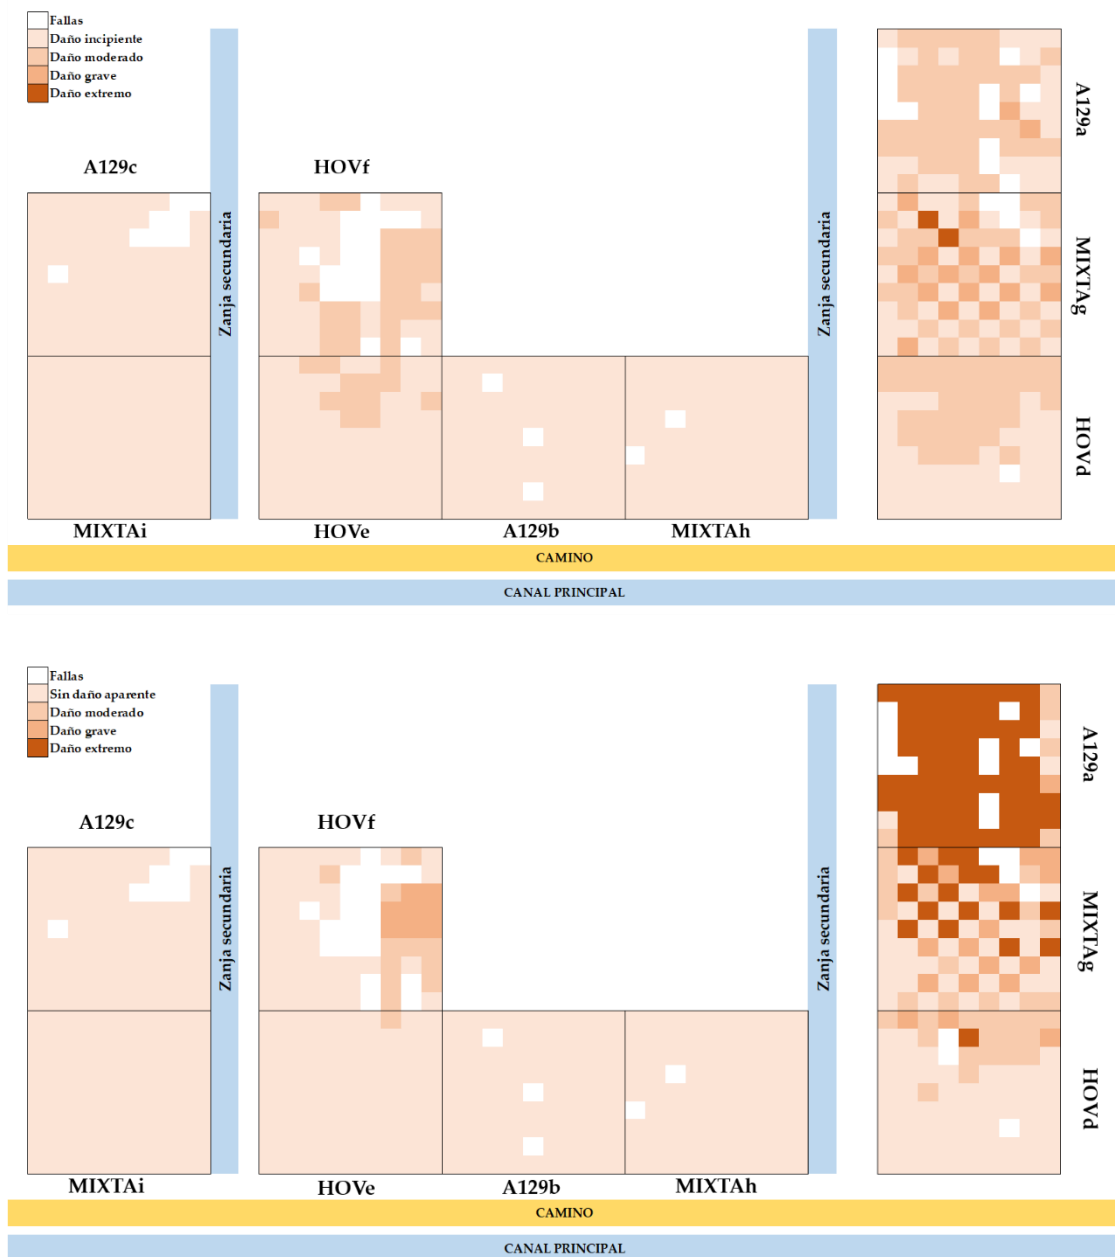 Fallas
Daño incipiente
Daño moderado
Daño grave
Daño extremo
A129c
HOVf
Zanja secundaria
Zanja secundaria
A129a
MIXTAg
HOVd
MIXTAi
HOVe
A129b
MIXTAh
CAMINO
CANAL PRINCIPAL
Fallas
Sin daño aparente
Daño moderado
Daño grave
Daño extremo
A129c
HOVf
Zanja secundaria
Zanja secundaria
A129a
MIXTAg
HOVd
MIXTAi
HOVe
A129b
MIXTAh
CAMINO
CANAL PRINCIPAL